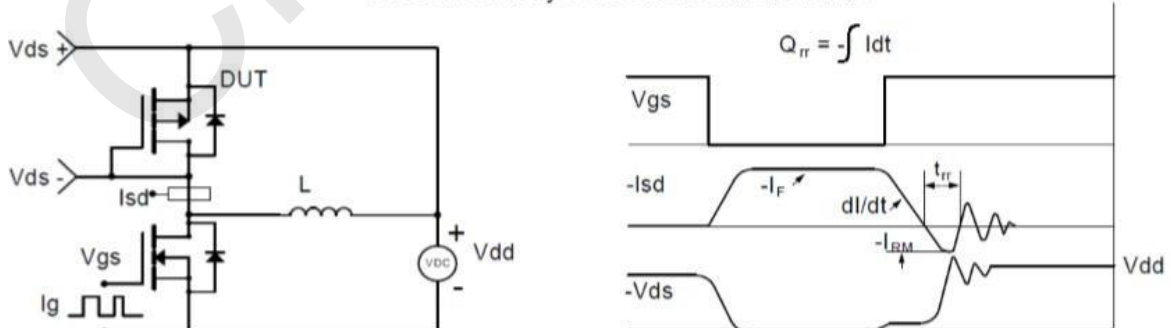 Vds +
DUT
Vds -
Isd
L
+
Vdd
VDC
-
Vgs
Ig
Qrr = -∫ Idt
Vgs
-Isd
-IF
dI/dt
trr
-IRM
Vdd
-Vds